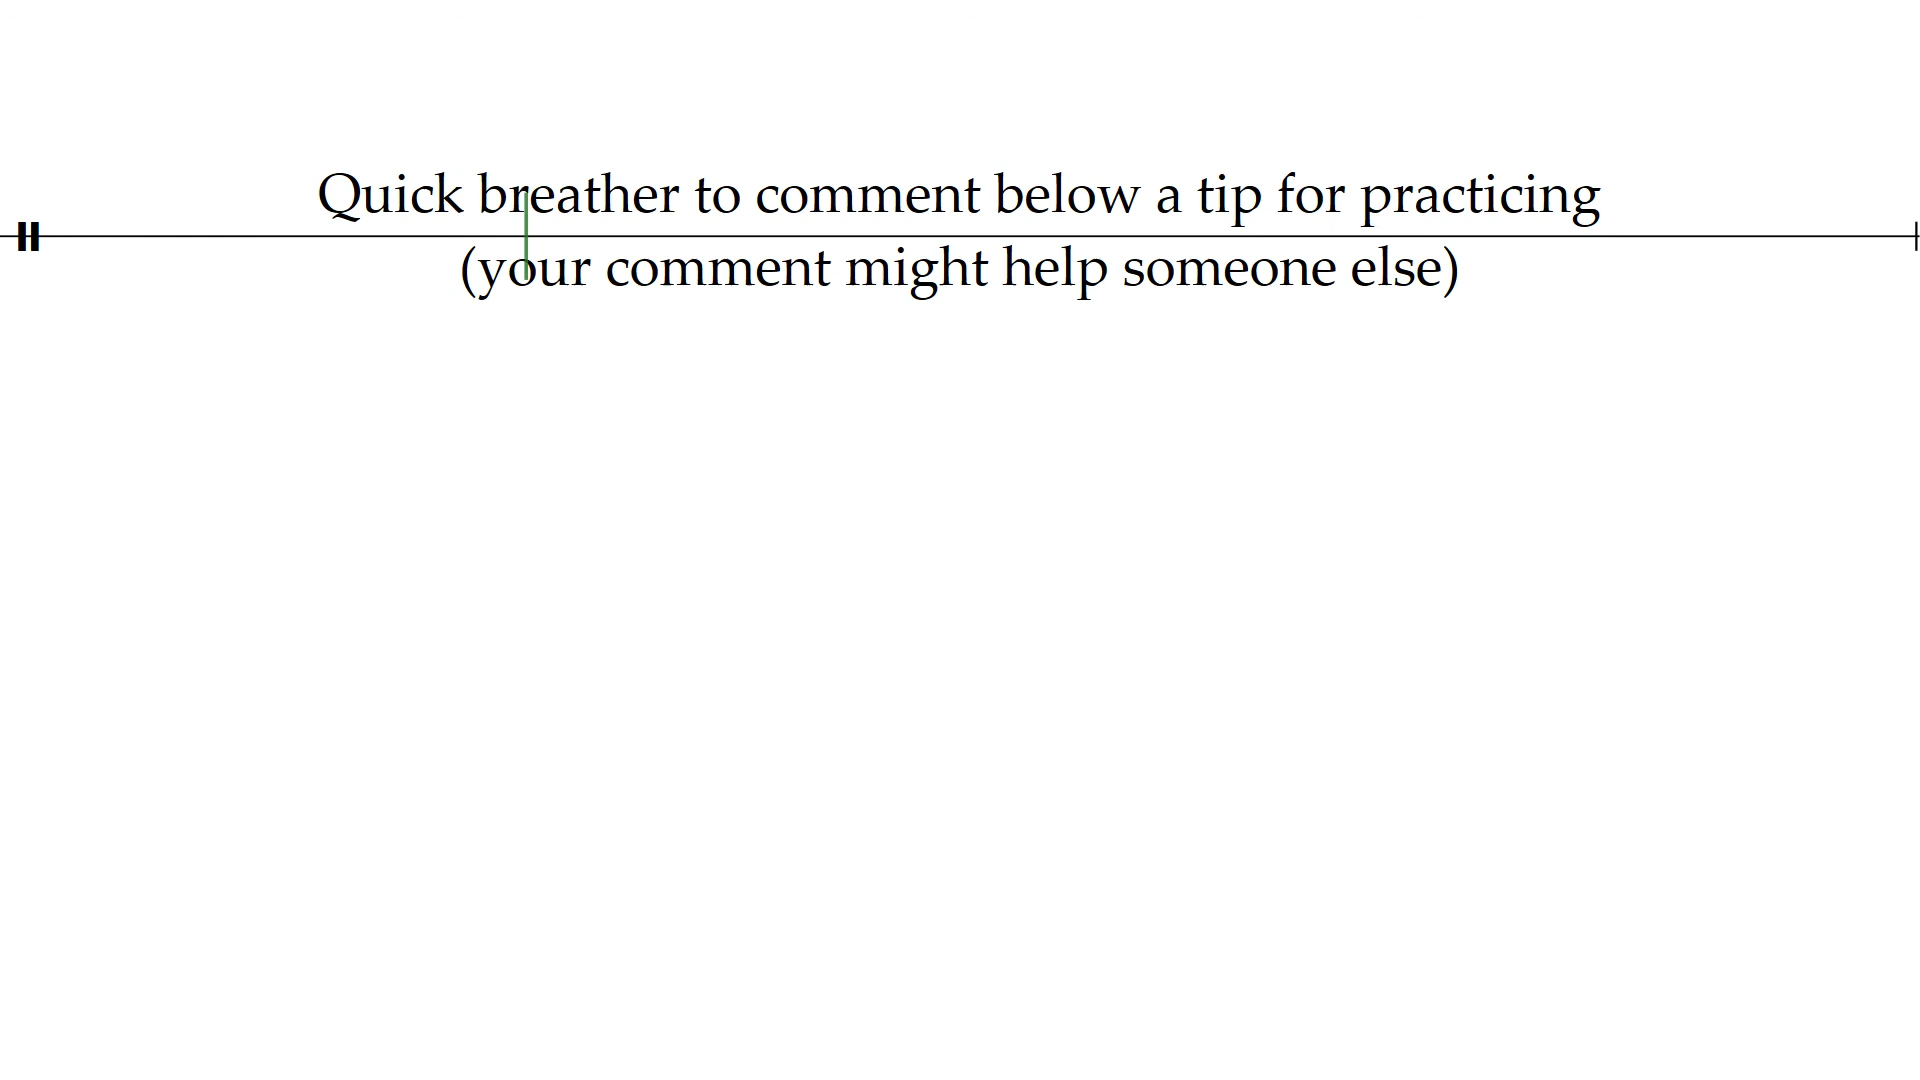 Quick breather to comment below a tip for practicing
(your comment might help someone else)